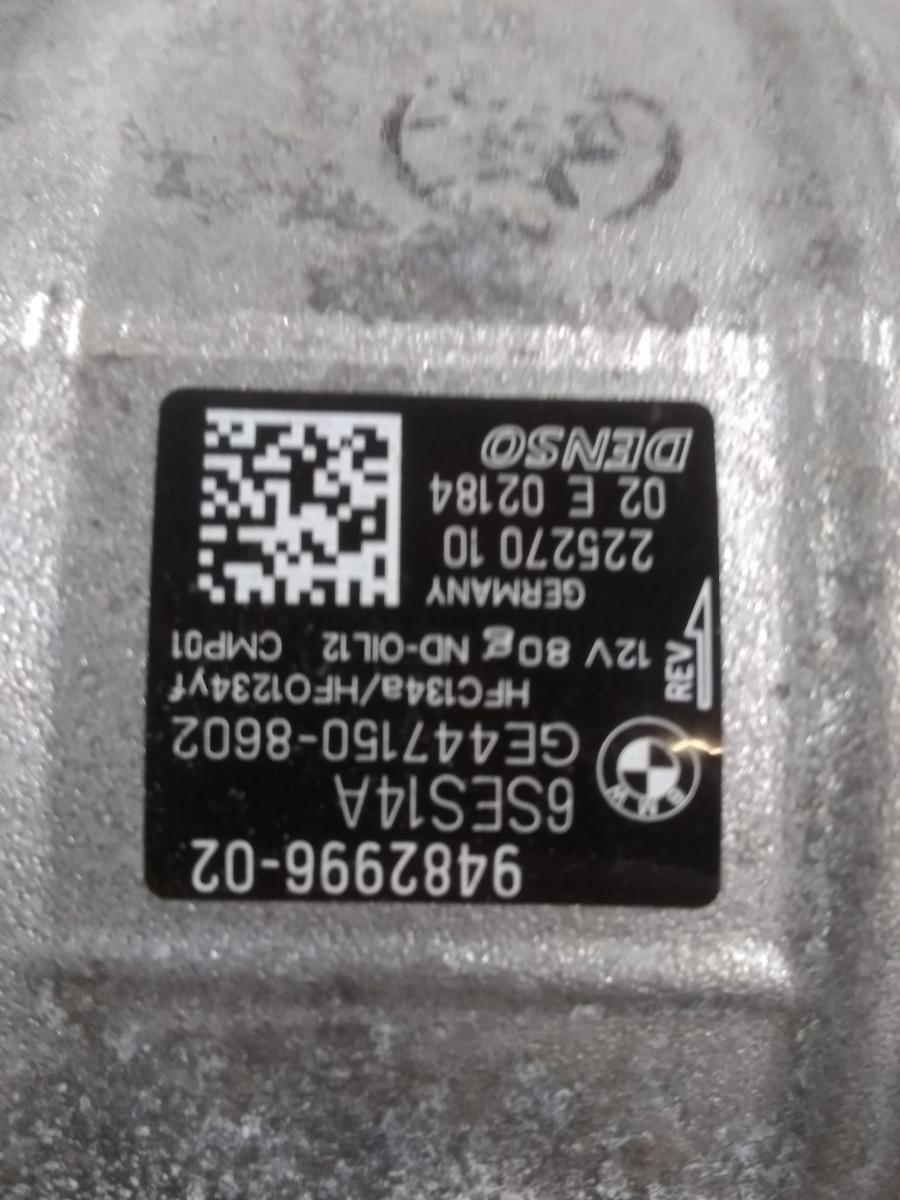 9482996-02
6SES14A
BMW
GE447150-8602
HFC134a/HFO1234yf
REV
12V 80g ND-OIL12 CMP01
GERMANY
225270 10
02 E 02184
DENSO